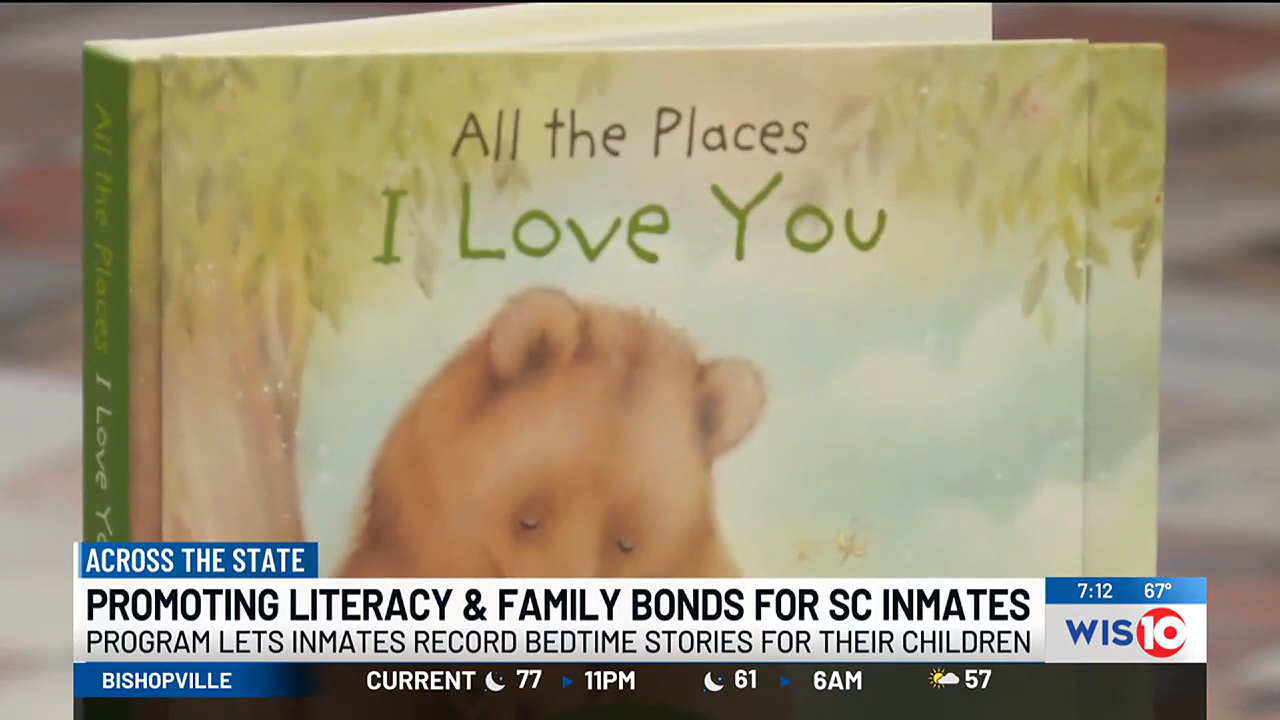 All the Places
I Love You
All the Places I Love Yo
ACROSS THE STATE
PROMOTING LITERACY & FAMILY BONDS FOR SC INMATES
PROGRAM LETS INMATES RECORD BEDTIME STORIES FOR THEIR CHILDREN
7:12 67°
WIS10
BISHOPVILLE CURRENT 77 11PM 61 6AM 57